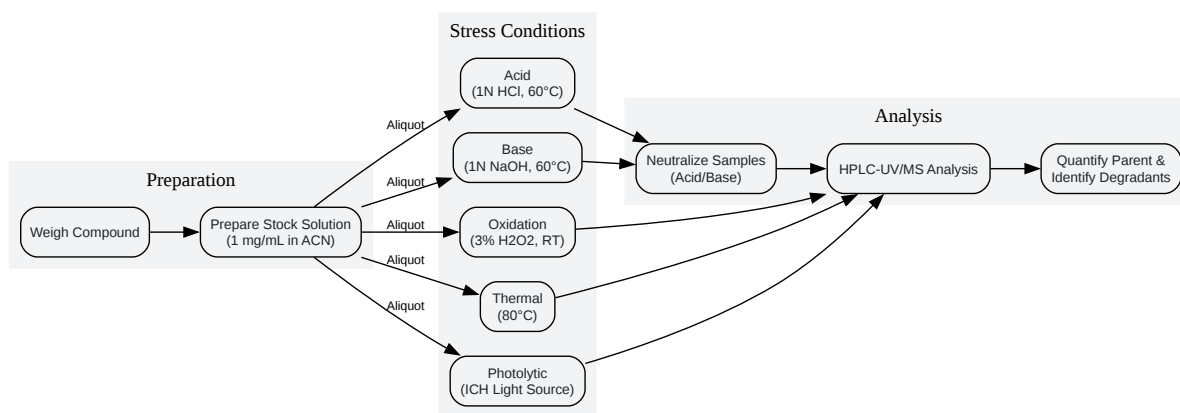 Preparation
Weigh Compound
Prepare Stock Solution
(1 mg/mL in ACN)
Aliquot
Aliquot
Aliquot
Aliquot
Aliquot
Stress Conditions
Acid
(1N HCl, 60°C)
Base
(1N NaOH, 60°C)
Oxidation
(3% H2O2, RT)
Thermal
(80°C)
Photolytic
(ICH Light Source)
Analysis
Neutralize Samples
(Acid/Base)
HPLC-UV/MS Analysis
Quantify Parent &
Identify Degradants